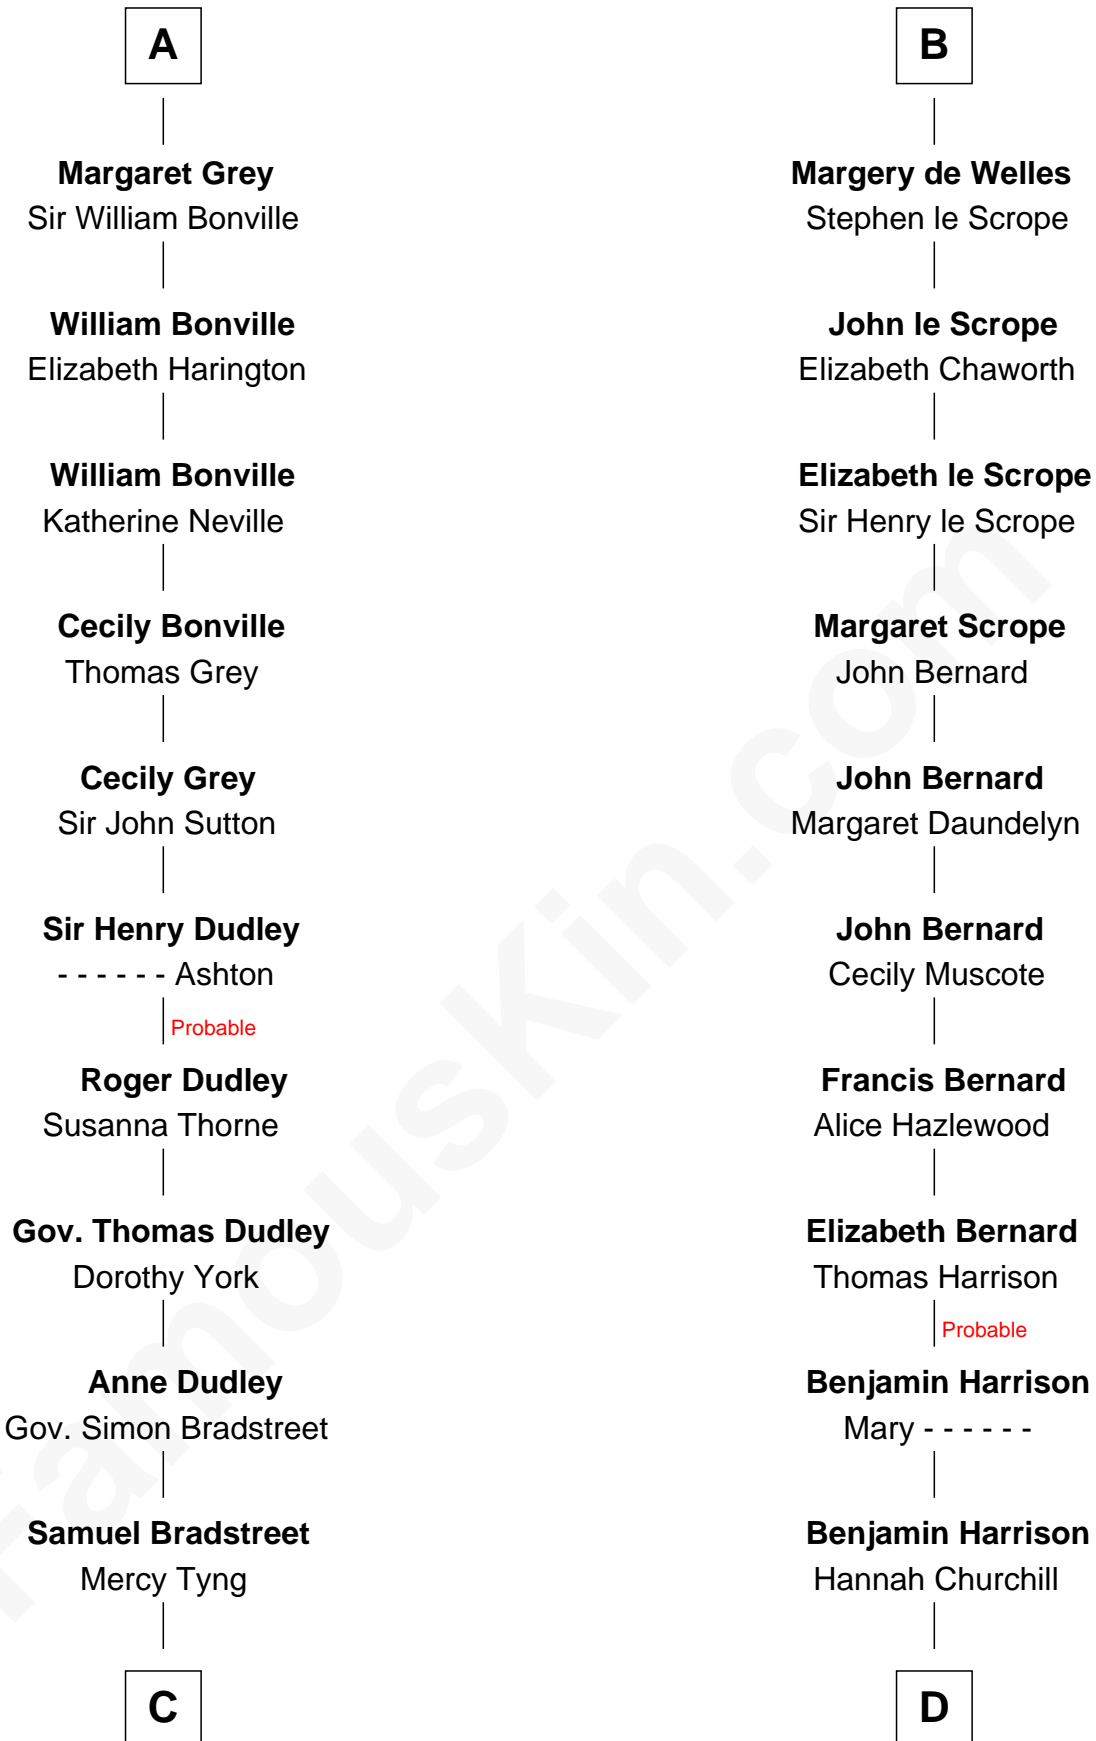 A
Margaret Grey
Sir William Bonville
William Bonville
Elizabeth Harington
William Bonville
Katherine Neville
Cecily Bonville
Thomas Grey
Cecily Grey
Sir John Sutton
Sir Henry Dudley
- - - - - - Ashton
Probable
Roger Dudley
Susanna Thorne
Gov. Thomas Dudley
Dorothy York
Anne Dudley
Gov. Simon Bradstreet
Samuel Bradstreet
Mercy Tyng
C
B
Margery de Welles
Stephen le Scrope
John le Scrope
Elizabeth Chaworth
Elizabeth le Scrope
Sir Henry le Scrope
Margaret Scrope
John Bernard
John Bernard
Margaret Daundelyn
John Bernard
Cecily Muscote
Francis Bernard
Alice Hazlewood
Elizabeth Bernard
Thomas Harrison
Probable
Benjamin Harrison
Mary - - - - - -
Benjamin Harrison
Hannah Churchill
D
FamousKin.com